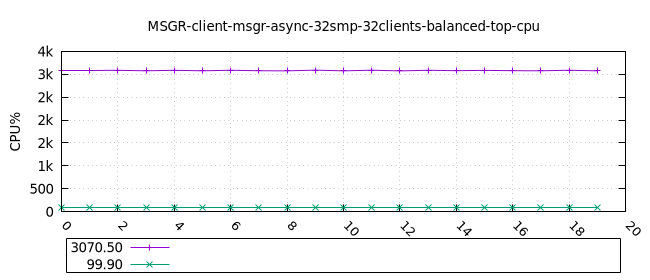 MSGR-client-msgr-async-32smp-32clients-balanced-top-cpu
4k
3k
2k
2k
2k
1k
500
0
CPU%
0 2 4 6 8 10 12 14 16 18 20
3070.50
99.90